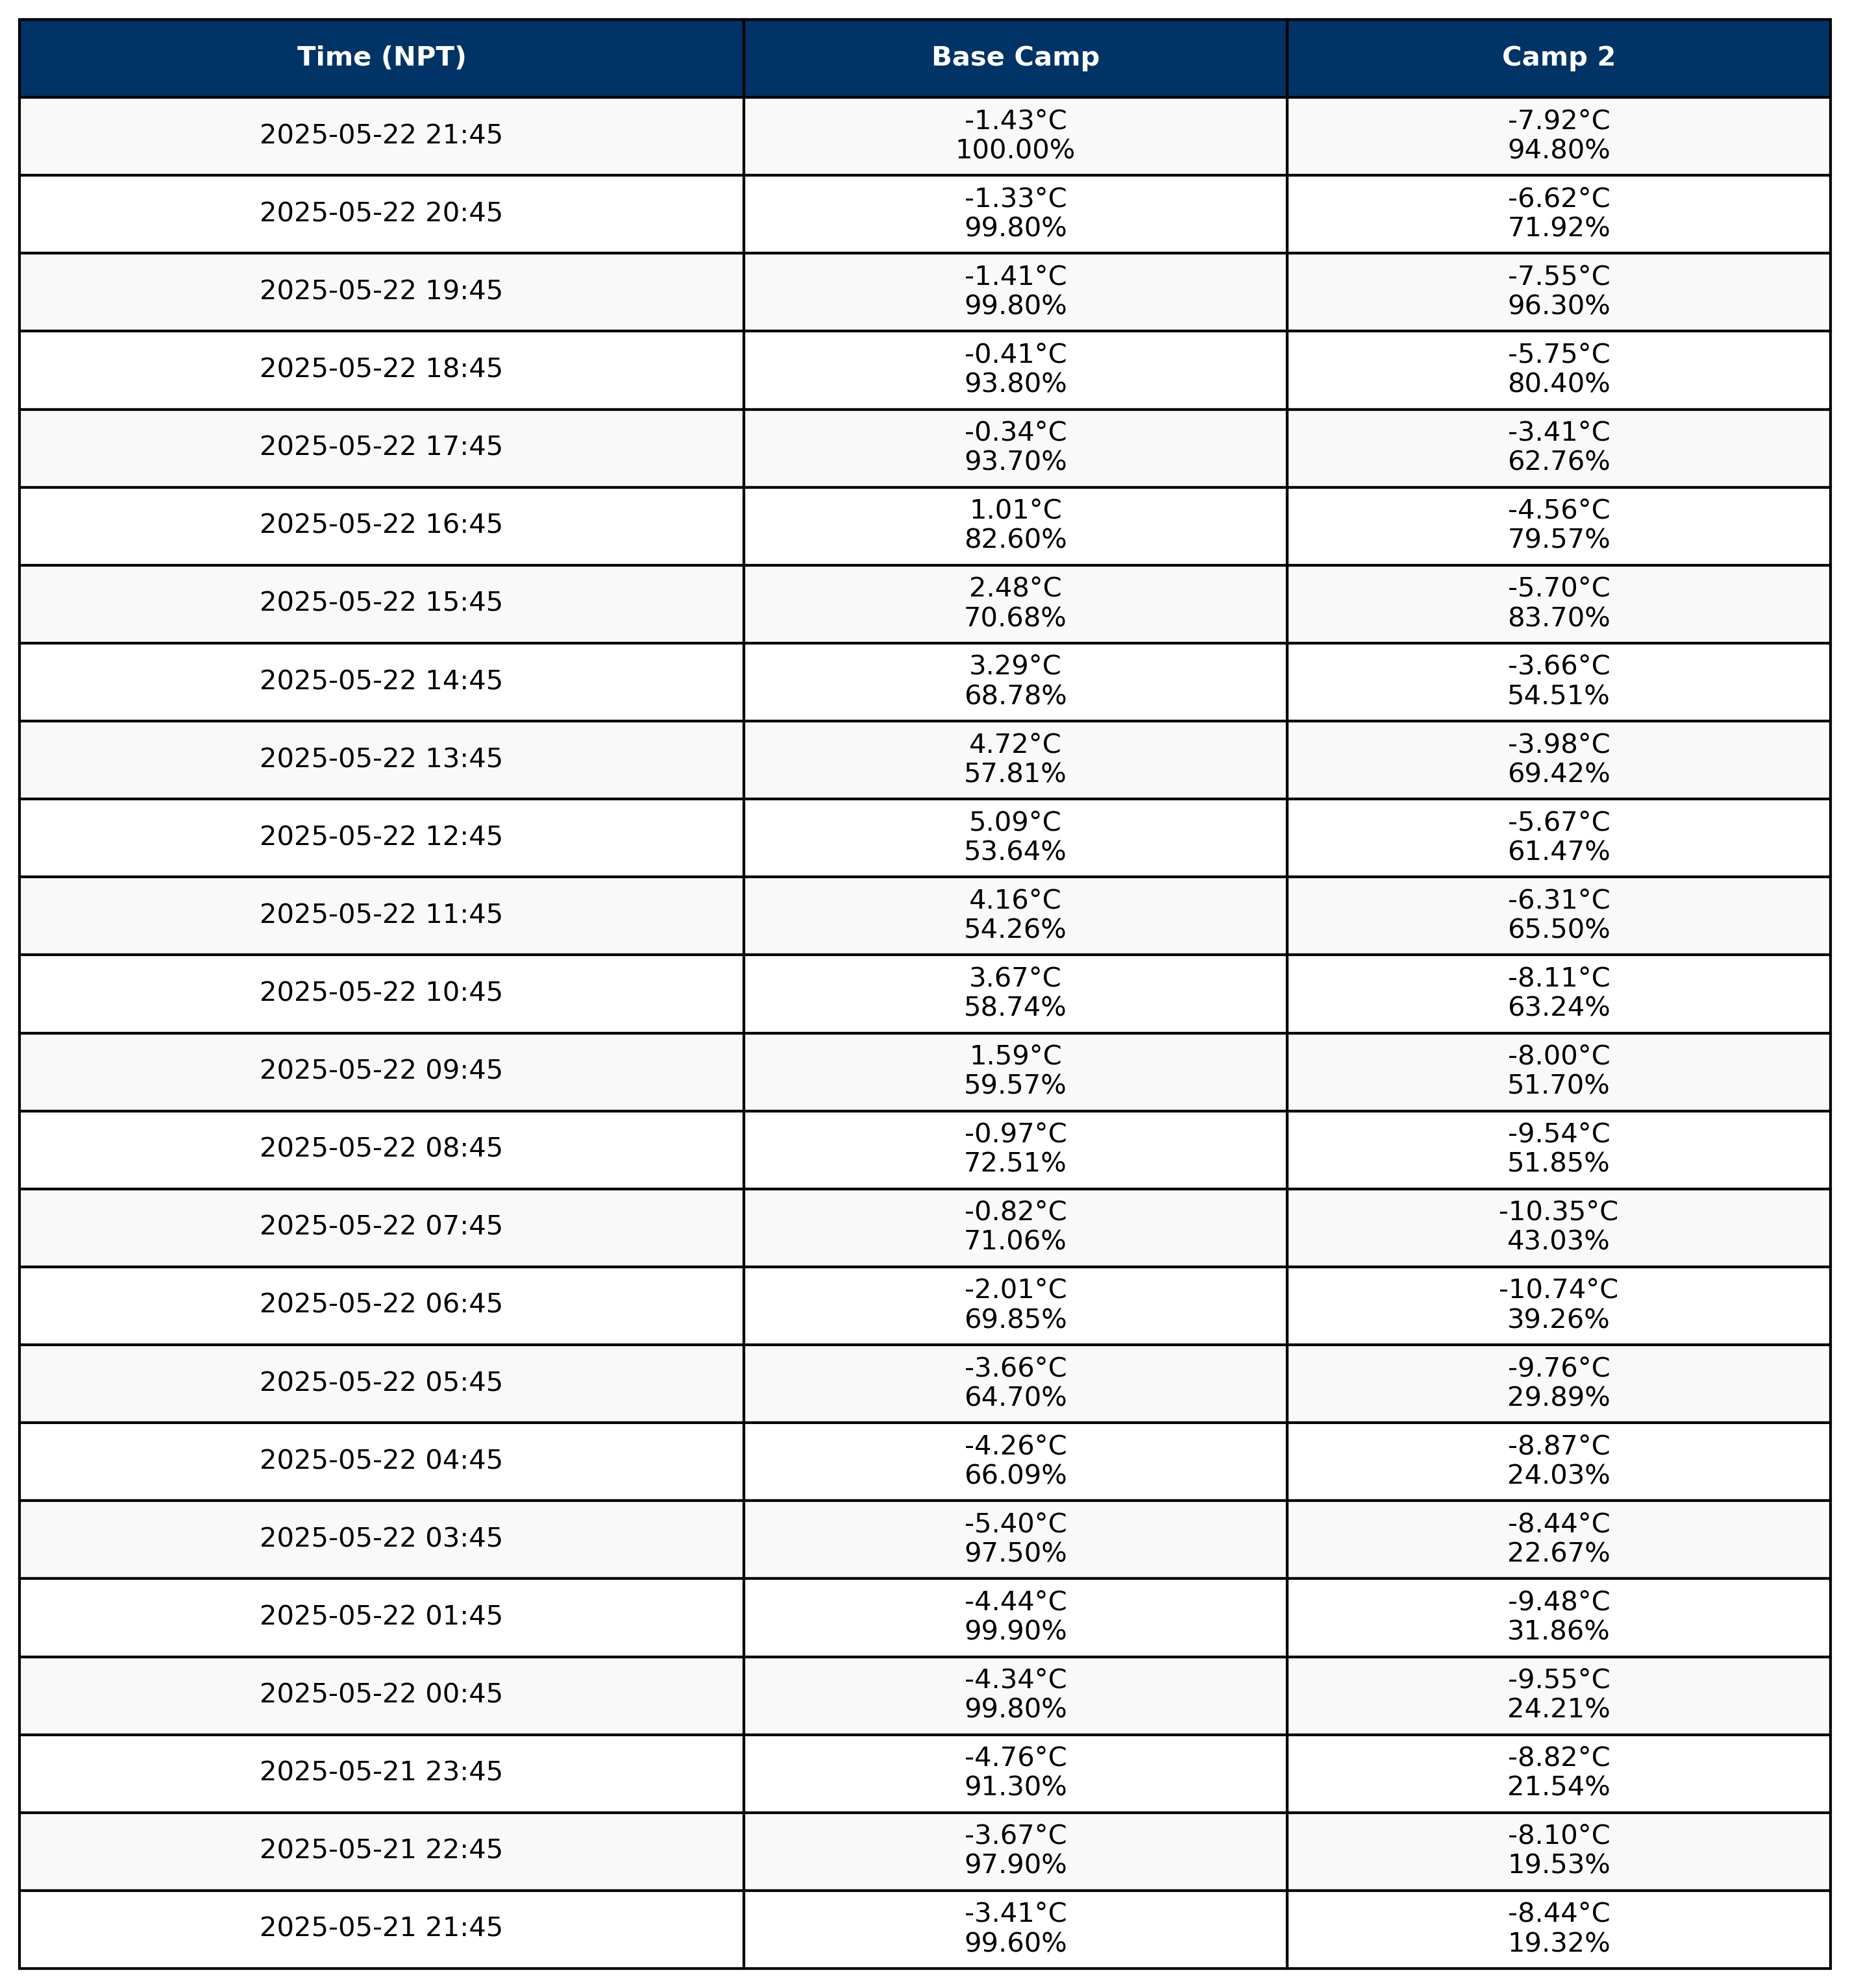 Time (NPT) Base Camp Camp 2
2025-05-22 21:45 -1.43°C -7.92°C
100.00% 94.80%
2025-05-22 20:45 -1.33°C -6.62°C
99.80% 71.92%
2025-05-22 19:45 -1.41°C -7.55°C
99.80% 96.30%
2025-05-22 18:45 -0.41°C -5.75°C
93.80% 80.40%
2025-05-22 17:45 -0.34°C -3.41°C
93.70% 62.76%
2025-05-22 16:45 1.01°C -4.56°C
82.60% 79.57%
2025-05-22 15:45 2.48°C -5.70°C
70.68% 83.70%
2025-05-22 14:45 3.29°C -3.66°C
68.78% 54.51%
2025-05-22 13:45 4.72°C -3.98°C
57.81% 69.42%
2025-05-22 12:45 5.09°C -5.67°C
53.64% 61.47%
2025-05-22 11:45 4.16°C -6.31°C
54.26% 65.50%
2025-05-22 10:45 3.67°C -8.11°C
58.74% 63.24%
2025-05-22 09:45 1.59°C -8.00°C
59.57% 51.70%
2025-05-22 08:45 -0.97°C -9.54°C
72.51% 51.85%
2025-05-22 07:45 -0.82°C -10.35°C
71.06% 43.03%
2025-05-22 06:45 -2.01°C -10.74°C
69.85% 39.26%
2025-05-22 05:45 -3.66°C -9.76°C
64.70% 29.89%
2025-05-22 04:45 -4.26°C -8.87°C
66.09% 24.03%
2025-05-22 03:45 -5.40°C -8.44°C
97.50% 22.67%
2025-05-22 01:45 -4.44°C -9.48°C
99.90% 31.86%
2025-05-22 00:45 -4.34°C -9.55°C
99.80% 24.21%
2025-05-21 23:45 -4.76°C -8.82°C
91.30% 21.54%
2025-05-21 22:45 -3.67°C -8.10°C
97.90% 19.53%
2025-05-21 21:45 -3.41°C -8.44°C
99.60% 19.32%